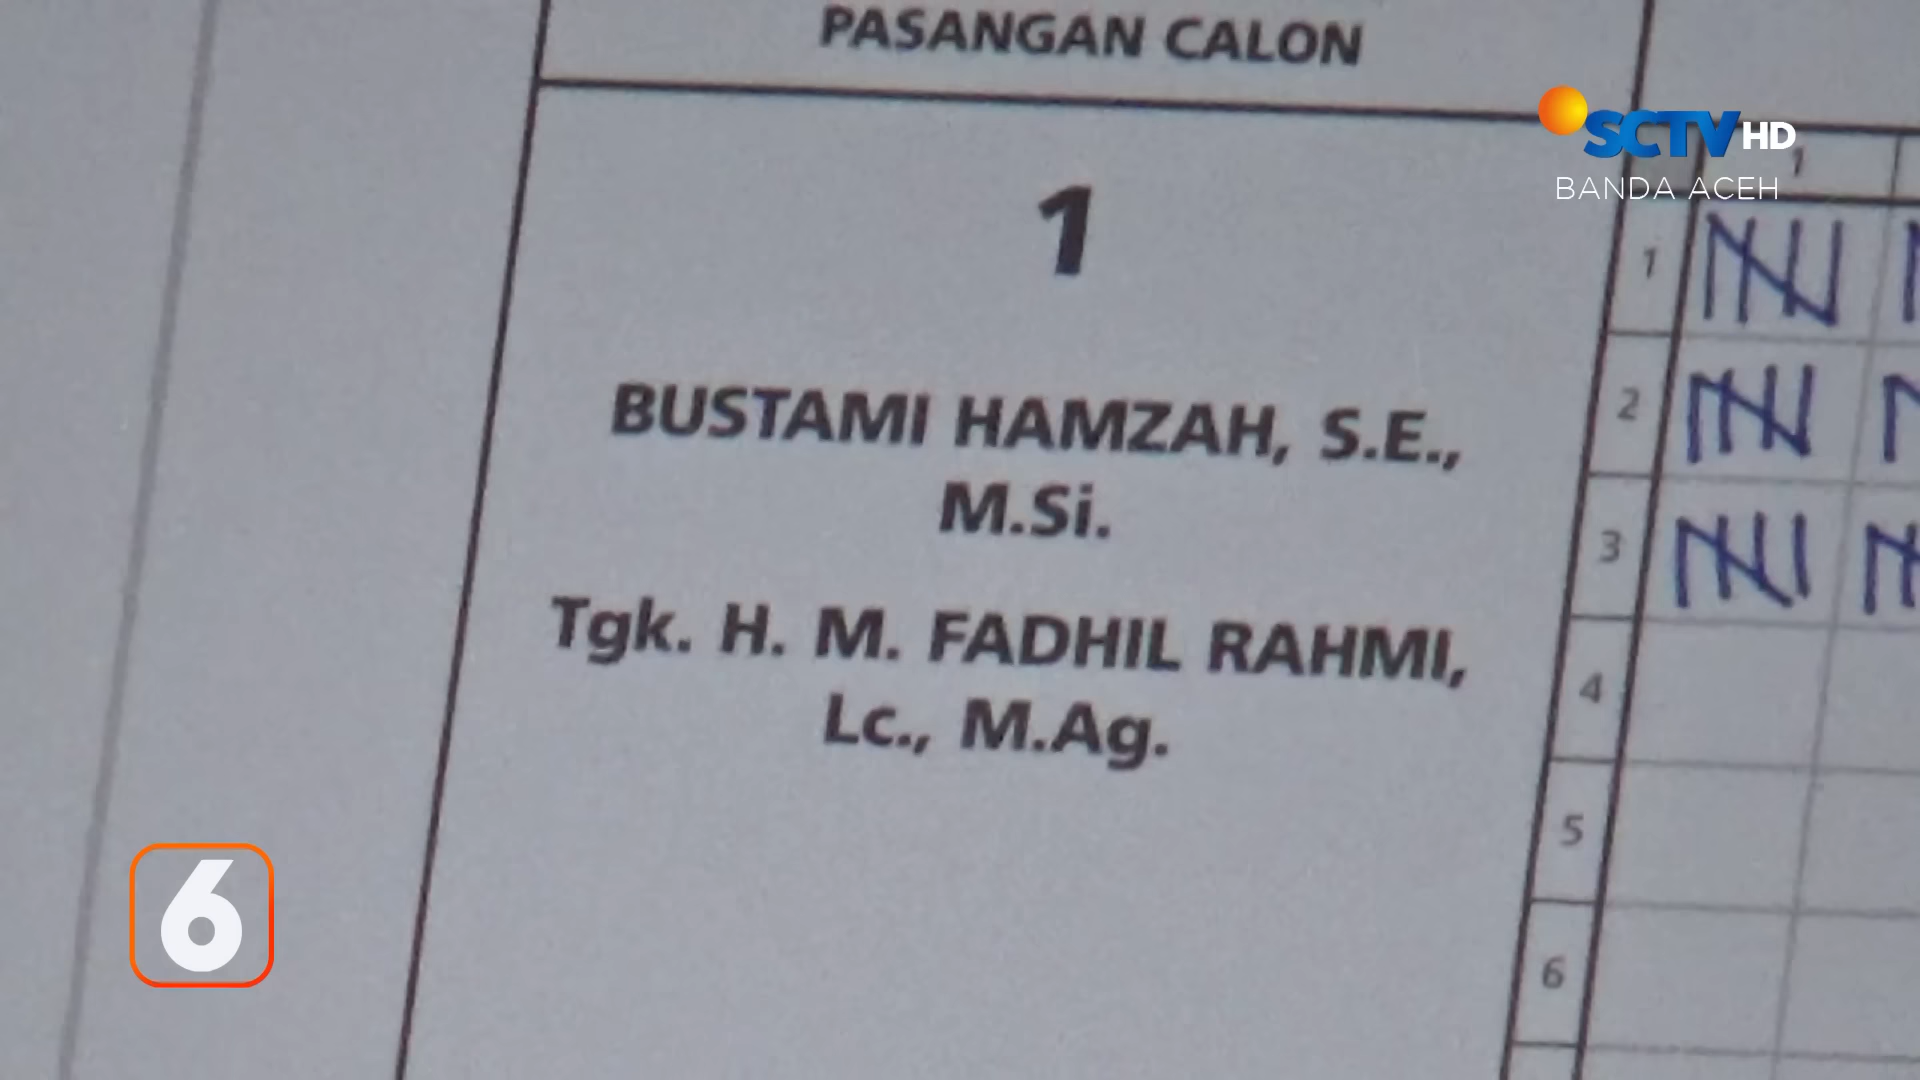 PASANGAN CALON
SCTV HD
BANDA ACEH
1
1
BUSTAMI HAMZAH, S.E.,
M.Si.
Tgk. H. M. FADHIL RAHMI,
Lc., M.Ag.
1
2
3
4
5
6
6